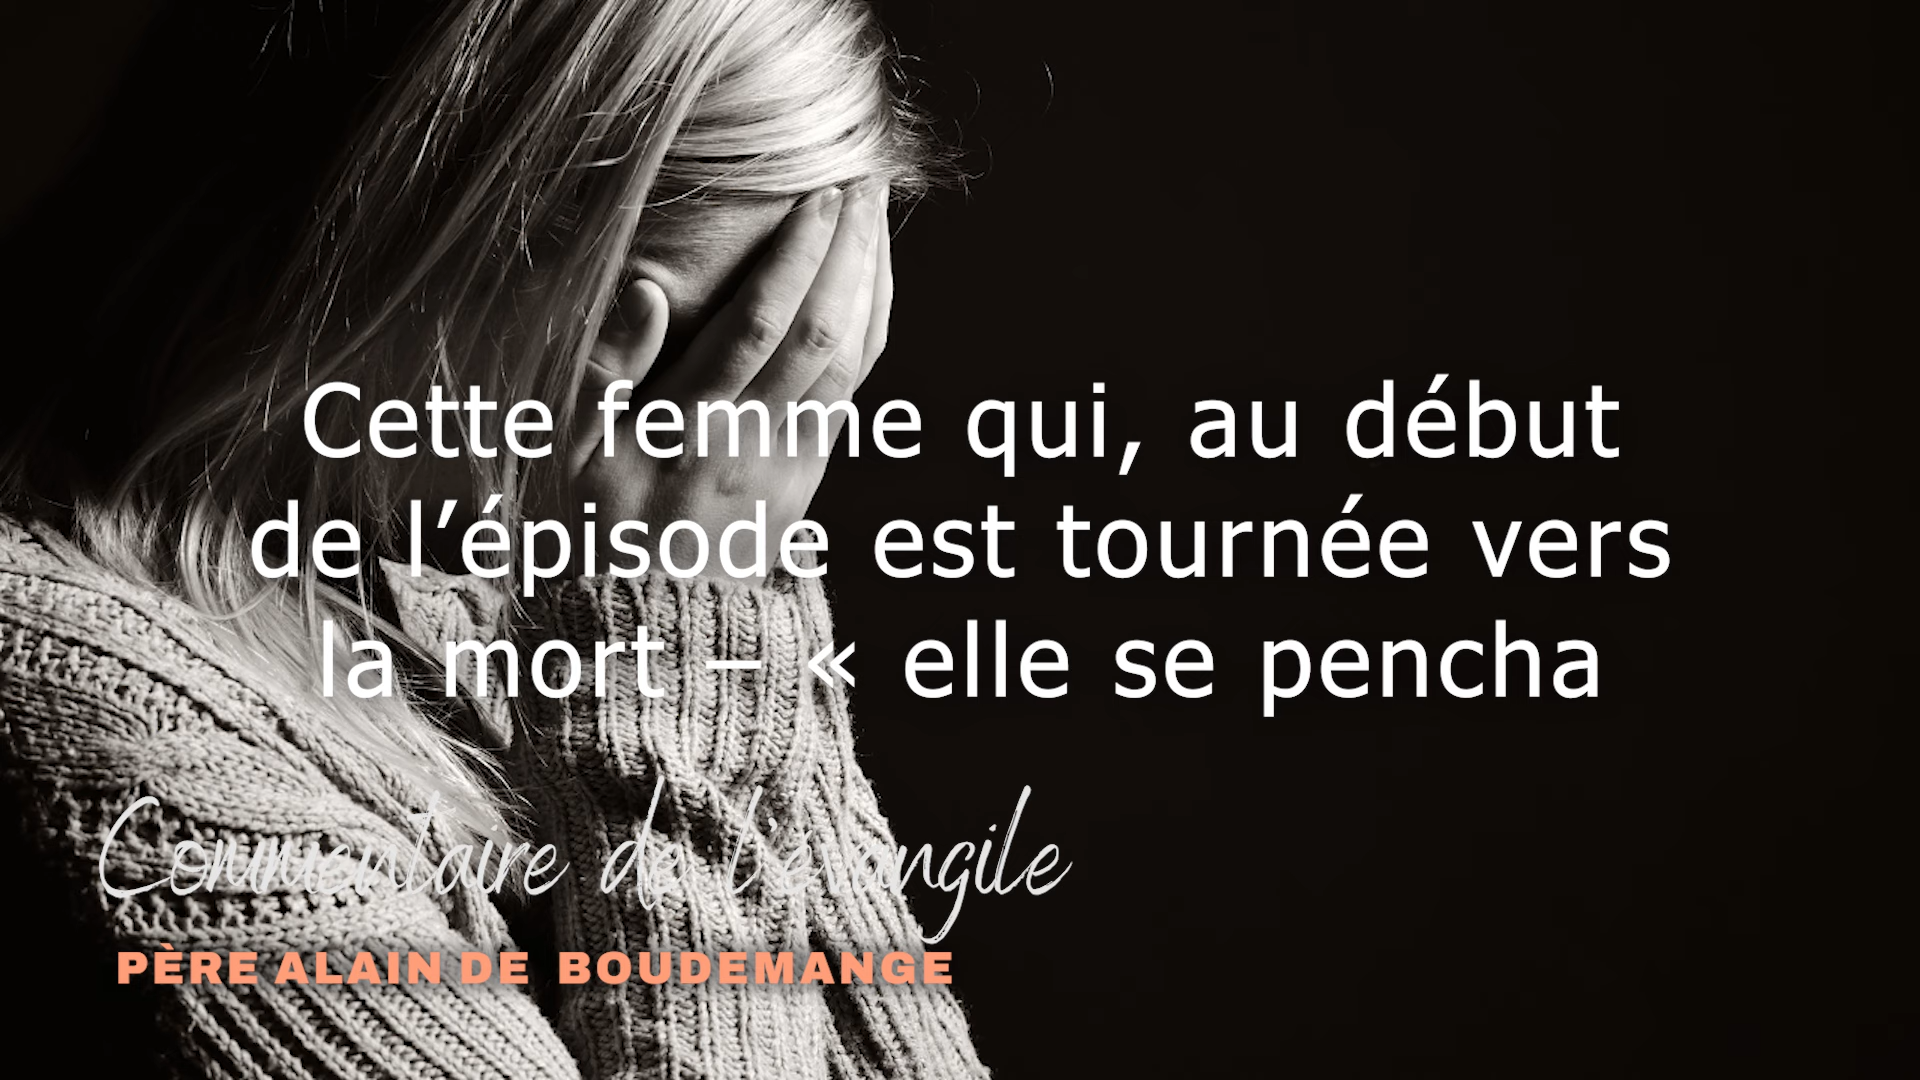 Cette femme qui, au début
de l’épisode est tournée vers
la mort – « elle se pencha
Commentaire de l'évangile
PÈRE ALAIN DE BOUDEMANGE